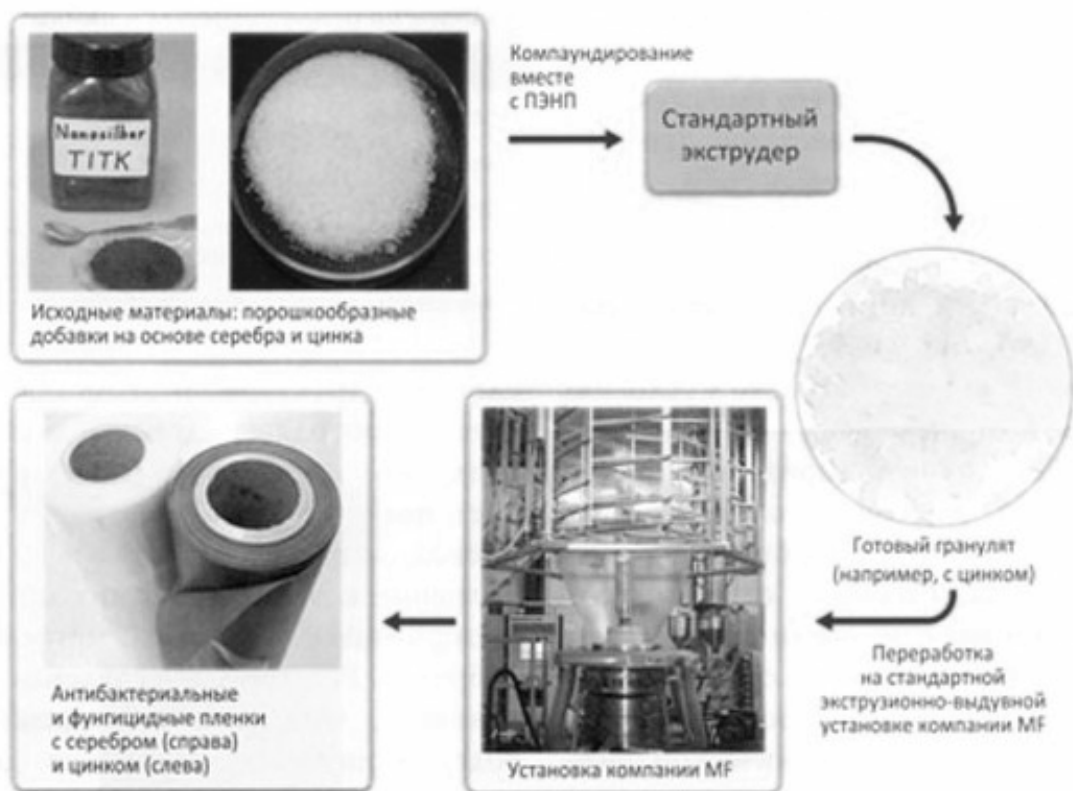 Nanosilber
TITK
Исходные материалы: порошкообразные
добавки на основе серебра и цинка
Компаундирование
вместе
с ПЭНП
Стандартный
экструдер
Готовый гранулят
(например, с цинком)
Переработка
на стандартной
экструзионно-выдувной
установке компании MF
Установка компании MF
Антибактериальные
и фунгицидные пленки
с серебром (справа)
и цинком (слева)